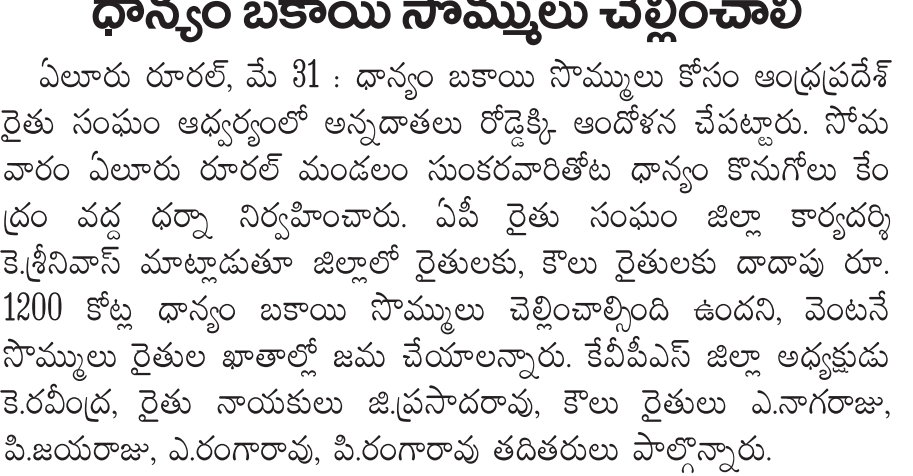 ధాన్యం బకాయి సొమ్ములు చెల్లించాలి
ఏలూరు రూరల్, మే 31 : ధాన్యం బకాయి సొమ్ములు కోసం ఆంధ్రప్రదేశ్
రైతు సంఘం ఆధ్వర్యంలో అన్నదాతలు రోడ్డెక్కి ఆందోళన చేపట్టారు. సోమ
వారం ఏలూరు రూరల్ మండలం సుంకరవారితోట ధాన్యం కొనుగోలు కేం
ద్రం వద్ద ధర్నా నిర్వహించారు. ఏపీ రైతు సంఘం జిల్లా కార్యదర్శి
కె.శ్రీనివాస్ మాట్లాడుతూ జిల్లాలో రైతులకు, కౌలు రైతులకు దాదాపు రూ.
1200 కోట్ల ధాన్యం బకాయి సొమ్ములు చెల్లించాల్సింది ఉందని, వెంటనే
సొమ్ములు రైతుల ఖాతాల్లో జమ చేయాలన్నారు. కేవీపీఎస్ జిల్లా అధ్యక్షుడు
కె.రవీంద్ర, రైతు నాయకులు జి.ప్రసాదరావు, కౌలు రైతులు ఎ.నాగరాజు,
పి.జయరాజు, ఎ.రంగారావు, పి.రంగారావు తదితరులు పాల్గొన్నారు.